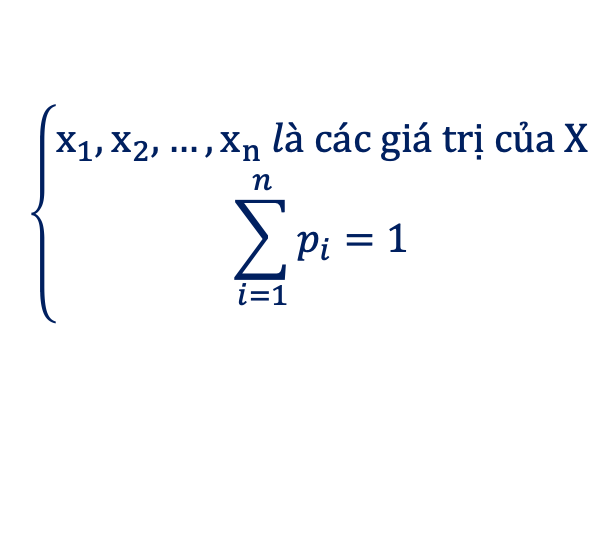 x₁, x₂, … , xₙ là các giá trị của X
n
∑ pᵢ = 1
i=1